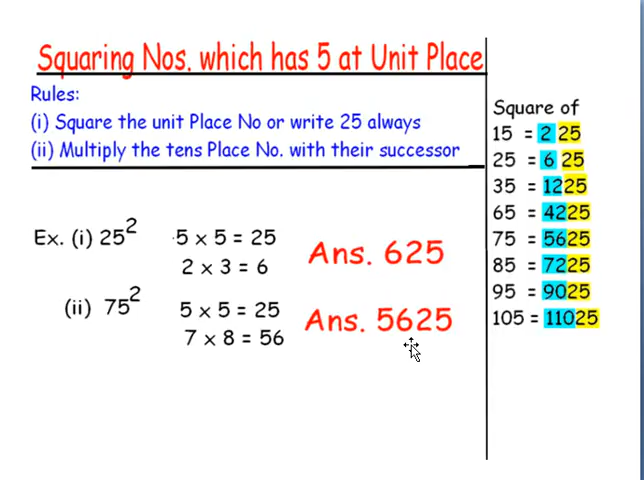 Squaring Nos. which has 5 at Unit Place
Rules:
(i) Square the unit Place No or write 25 always
(ii) Multiply the tens Place No. with their successor
Ex. (i) 25² 5 x 5 = 25
2 x 3 = 6
Ans. 625
(ii) 75² 5 x 5 = 25
7 x 8 = 56
Ans. 5625
Square of
15 = 2 25
25 = 6 25
35 = 1225
65 = 4225
75 = 5625
85 = 7225
95 = 9025
105 = 11025